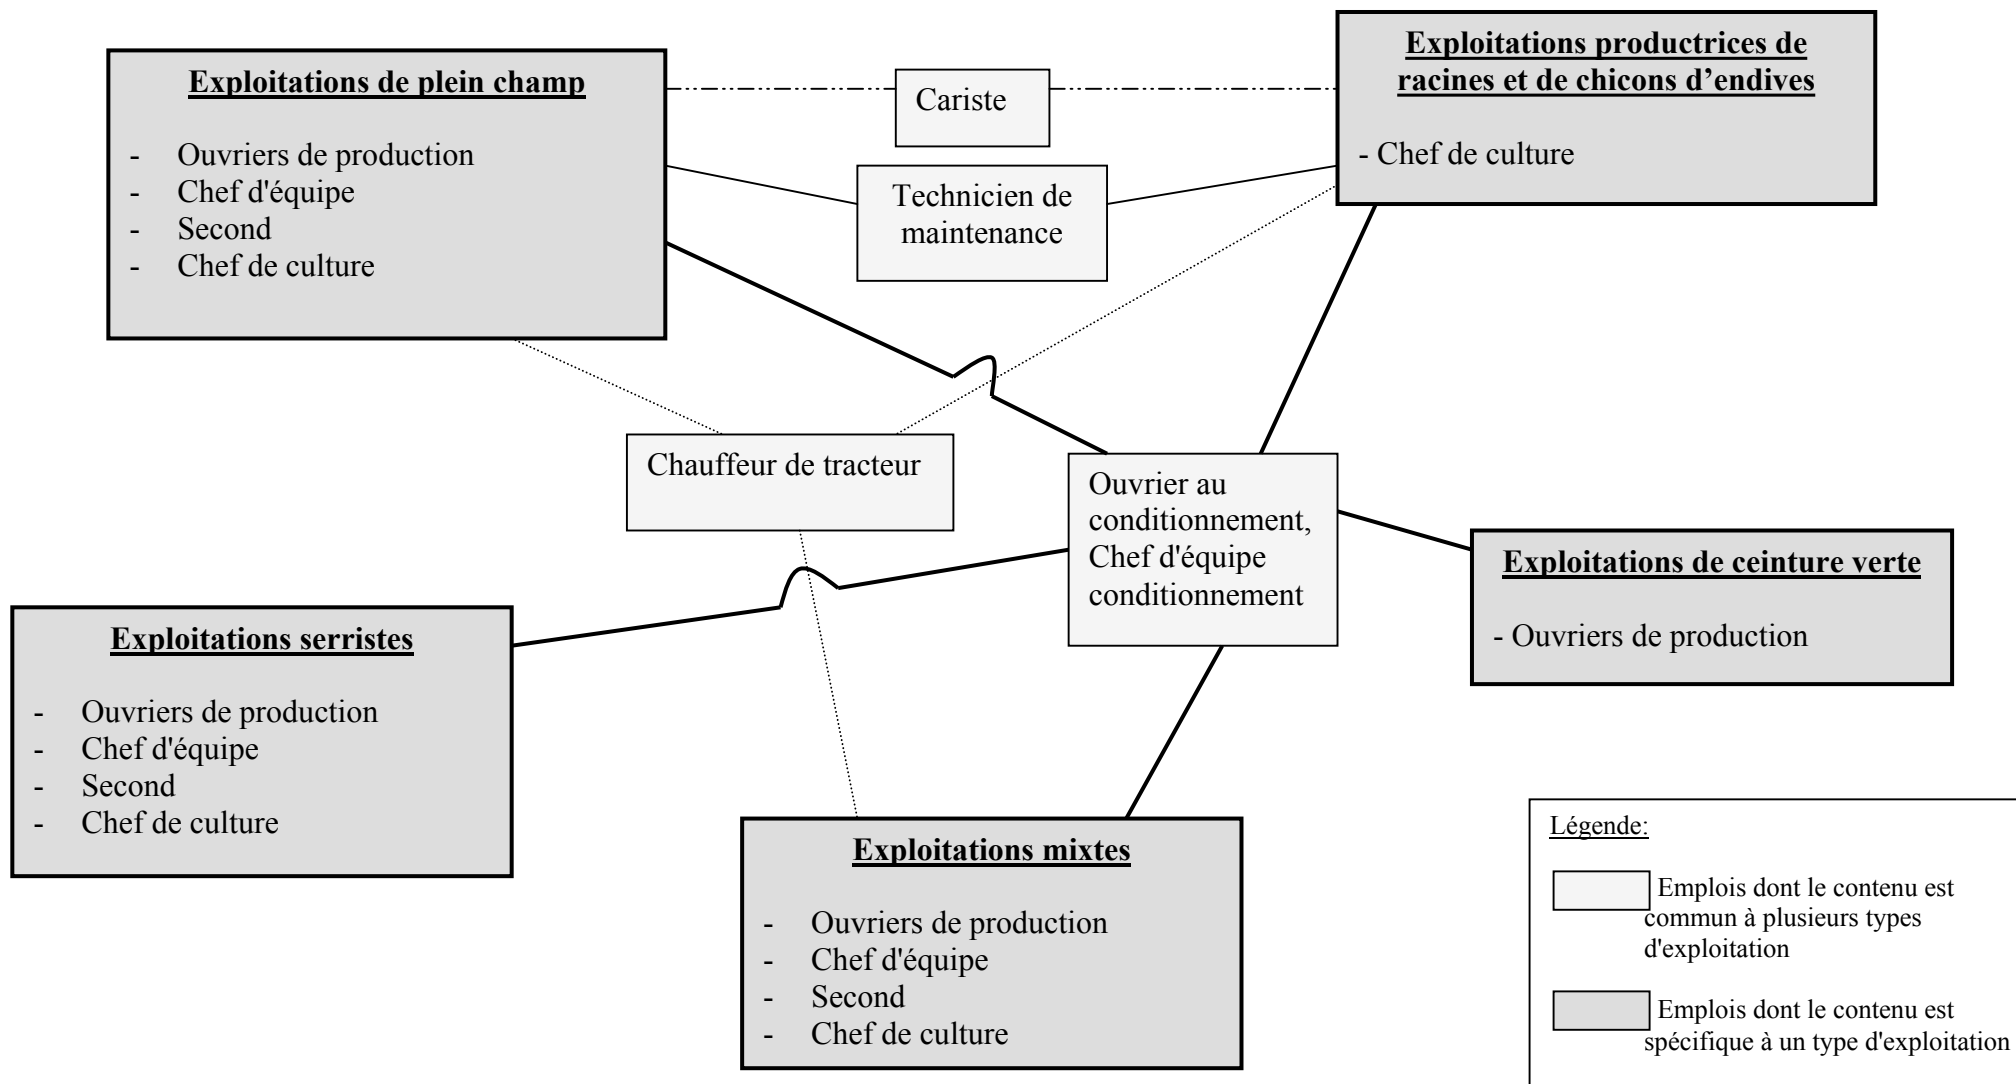 Exploitations de plein champ
- Ouvriers de production
- Chef d'équipe
- Second
- Chef de culture
Cariste
Technicien de
maintenance
Exploitations productrices de
racines et de chicons d’endives
- Chef de culture
Chauffeur de tracteur
Ouvrier au
conditionnement,
Chef d'équipe
conditionnement
Exploitations de ceinture verte
- Ouvriers de production
Exploitations serristes
- Ouvriers de production
- Chef d'équipe
- Second
- Chef de culture
Exploitations mixtes
- Ouvriers de production
- Chef d'équipe
- Second
- Chef de culture
Légende:
Emplois dont le contenu est
commun à plusieurs types
d'exploitation
Emplois dont le contenu est
spécifique à un type d'exploitation